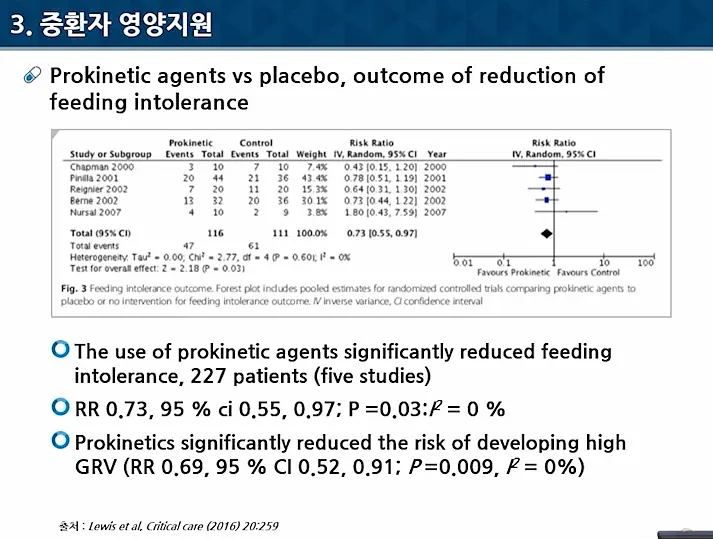 3. 중환자 영양지원
Prokinetic agents vs placebo, outcome of reduction of
feeding intolerance
Prokinetic Control Risk Ratio Risk Ratio
Study or Subgroup Events Total Events Total Weight IV, Random, 95% CI Year IV, Random, 95% CI
Chapman 2000 3 10 7 10 7.4% 0.43 [0.15, 1.20] 2000
Pinilla 2001 20 44 21 36 43.4% 0.78 [0.51, 1.19] 2001
Reignier 2002 7 20 11 20 15.3% 0.64 [0.31, 1.30] 2002
Berne 2002 13 32 20 36 30.1% 0.73 [0.44, 1.22] 2002
Nursal 2007 4 10 2 9 3.8% 1.80 [0.43, 7.59] 2007
Total (95% CI) 116 111 100.0% 0.73 [0.55, 0.97]
Total events 47 61
Heterogeneity: Tau² = 0.00; Chi² = 2.77, df = 4 (P = 0.60); I² = 0%
Test for overall effect: Z = 2.18 (P = 0.03)
0.01 0.1 1 10 100
Favours Prokinetic Favours Control
Fig. 3 Feeding intolerance outcome. Forest plot includes pooled estimates for randomized controlled trials comparing prokinetic agents to
placebo or no intervention for feeding intolerance outcome. IV inverse variance, CI confidence interval
The use of prokinetic agents significantly reduced feeding
intolerance, 227 patients (five studies)
RR 0.73, 95 % ci 0.55, 0.97; P =0.03:I² = 0 %
Prokinetics significantly reduced the risk of developing high
GRV (RR 0.69, 95 % CI 0.52, 0.91; P=0.009, I² = 0%)
출처 : Lewis et al. Critical care (2016) 20:259